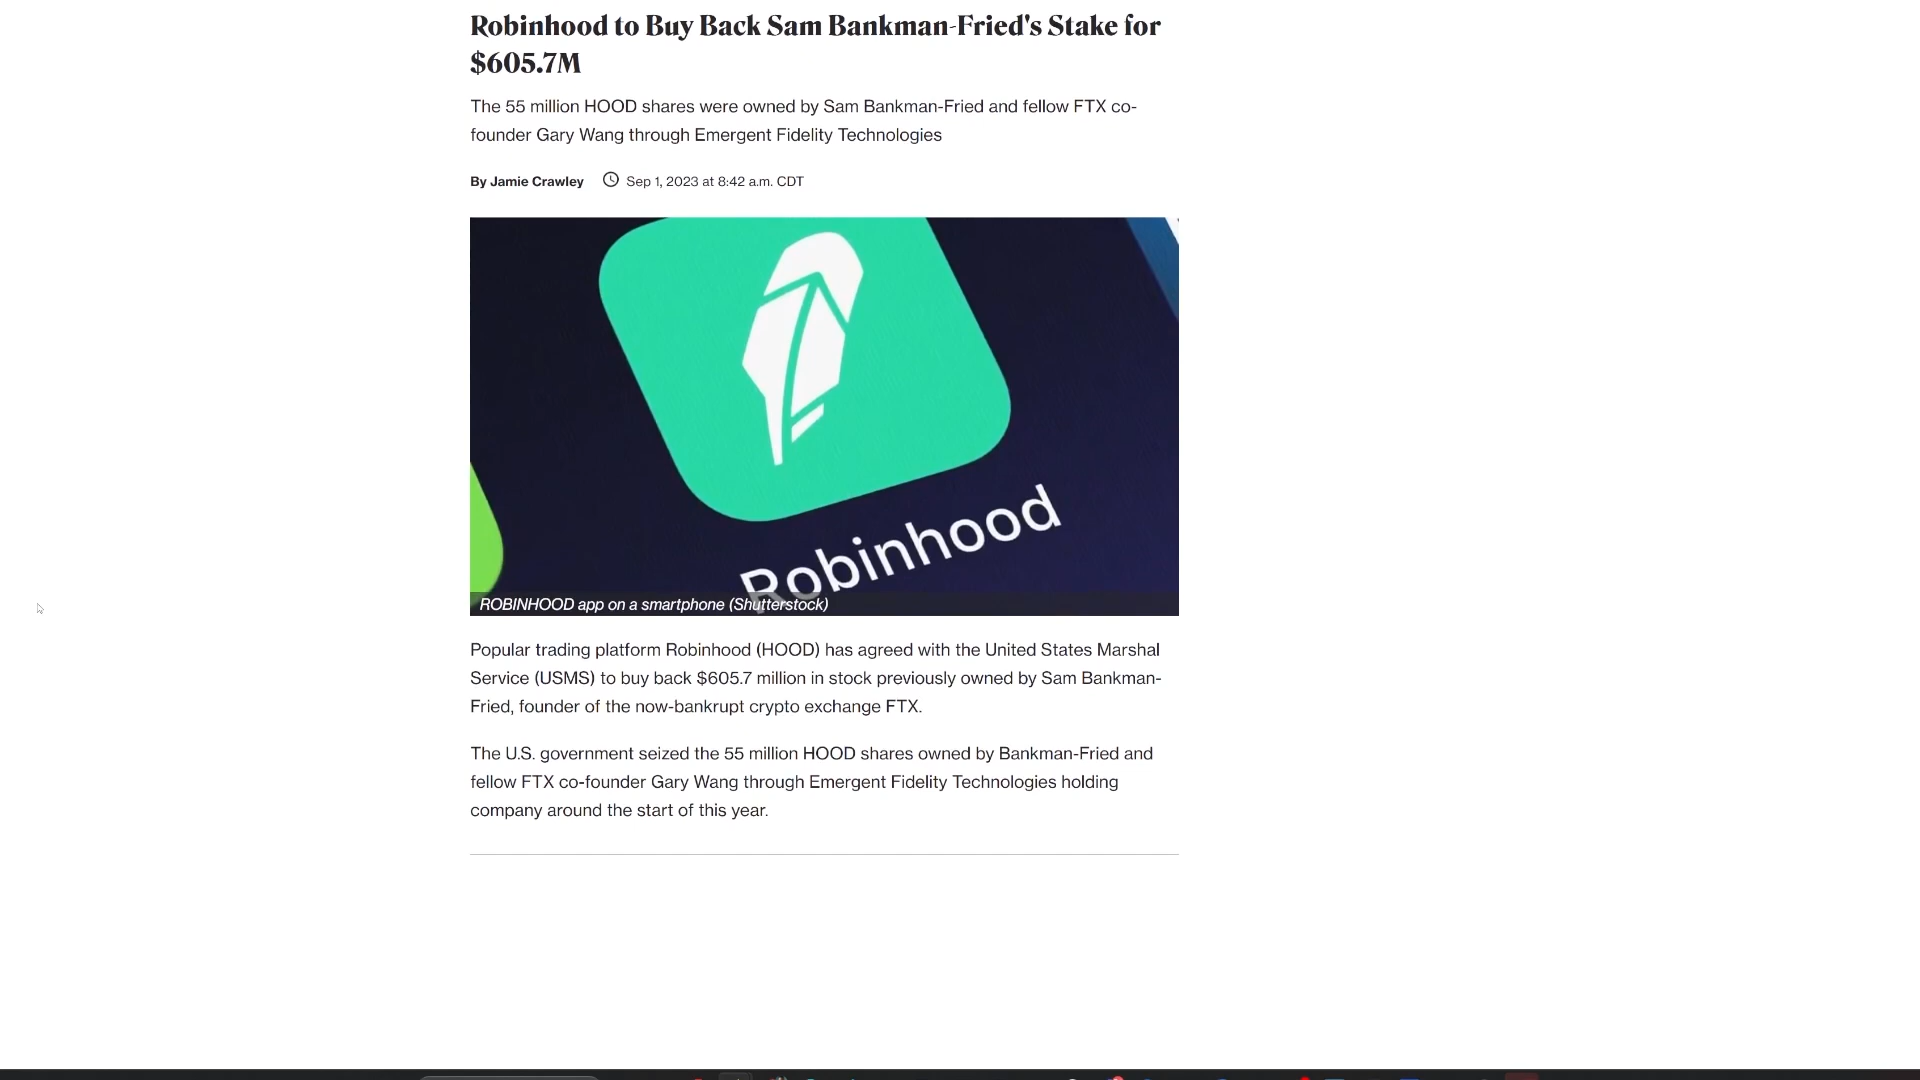 Robinhood to Buy Back Sam Bankman-Fried's Stake for
$605.7M
The 55 million HOOD shares were owned by Sam Bankman-Fried and fellow FTX co-
founder Gary Wang through Emergent Fidelity Technologies
By Jamie Crawley Sep 1, 2023 at 8:42 a.m. CDT
Robinhood
ROBINHOOD app on a smartphone (Shutterstock)
Popular trading platform Robinhood (HOOD) has agreed with the United States Marshal
Service (USMS) to buy back $605.7 million in stock previously owned by Sam Bankman-
Fried, founder of the now-bankrupt crypto exchange FTX.
The U.S. government seized the 55 million HOOD shares owned by Bankman-Fried and
fellow FTX co-founder Gary Wang through Emergent Fidelity Technologies holding
company around the start of this year.